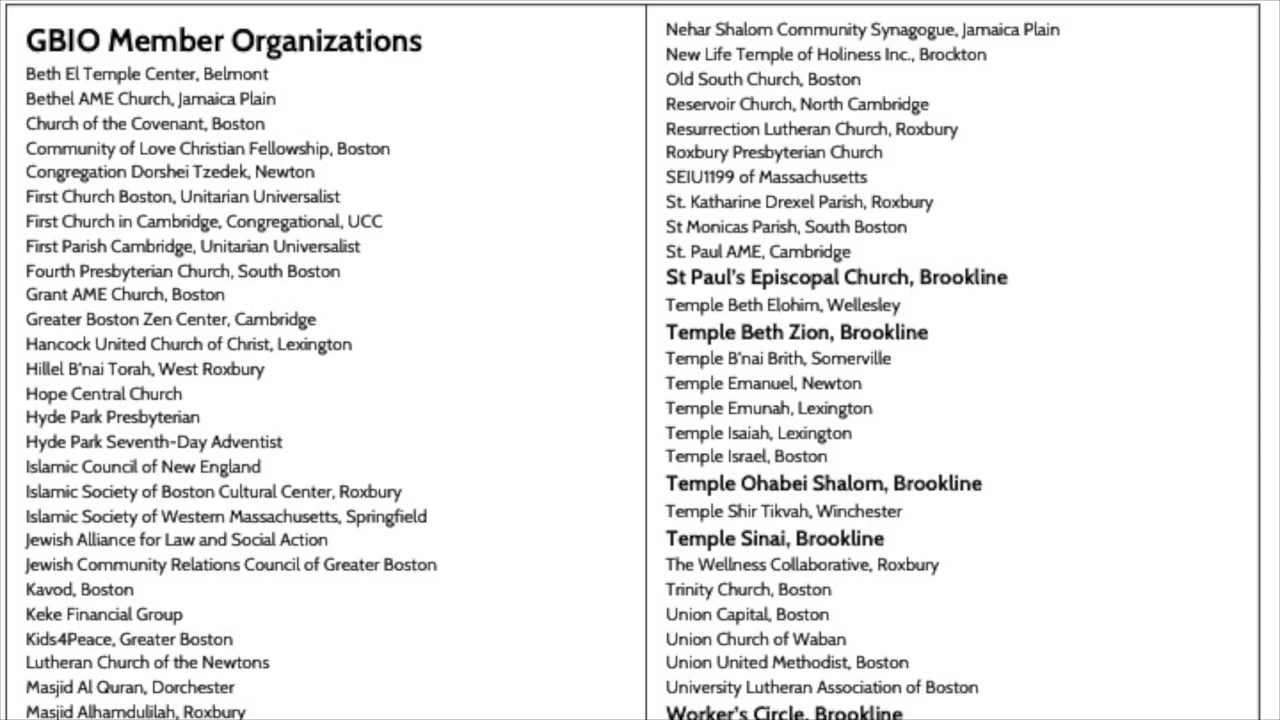 GBIO Member Organizations
Beth El Temple Center, Belmont
Bethel AME Church, Jamaica Plain
Church of the Covenant, Boston
Community of Love Christian Fellowship, Boston
Congregation Dorshei Tzedek, Newton
First Church Boston, Unitarian Universalist
First Church in Cambridge, Congregational, UCC
First Parish Cambridge, Unitarian Universalist
Fourth Presbyterian Church, South Boston
Grant AME Church, Boston
Greater Boston Zen Center, Cambridge
Hancock United Church of Christ, Lexington
Hillel B'nai Torah, West Roxbury
Hope Central Church
Hyde Park Presbyterian
Hyde Park Seventh-Day Adventist
Islamic Council of New England
Islamic Society of Boston Cultural Center, Roxbury
Islamic Society of Western Massachusetts, Springfield
Jewish Alliance for Law and Social Action
Jewish Community Relations Council of Greater Boston
Kavod, Boston
Keke Financial Group
Kids4Peace, Greater Boston
Lutheran Church of the Newtons
Masjid Al Quran, Dorchester
Masjid Alhamdulilah, Roxbury
Nehar Shalom Community Synagogue, Jamaica Plain
New Life Temple of Holiness Inc., Brockton
Old South Church, Boston
Reservoir Church, North Cambridge
Resurrection Lutheran Church, Roxbury
Roxbury Presbyterian Church
SEIU1199 of Massachusetts
St. Katharine Drexel Parish, Roxbury
St Monicas Parish, South Boston
St. Paul AME, Cambridge
St Paul's Episcopal Church, Brookline
Temple Beth Elohim, Wellesley
Temple Beth Zion, Brookline
Temple B'nai Brith, Somerville
Temple Emanuel, Newton
Temple Emunah, Lexington
Temple Isaiah, Lexington
Temple Israel, Boston
Temple Ohabei Shalom, Brookline
Temple Shir Tikvah, Winchester
Temple Sinai, Brookline
The Wellness Collaborative, Roxbury
Trinity Church, Boston
Union Capital, Boston
Union Church of Waban
Union United Methodist, Boston
University Lutheran Association of Boston
Worker's Circle, Brookline